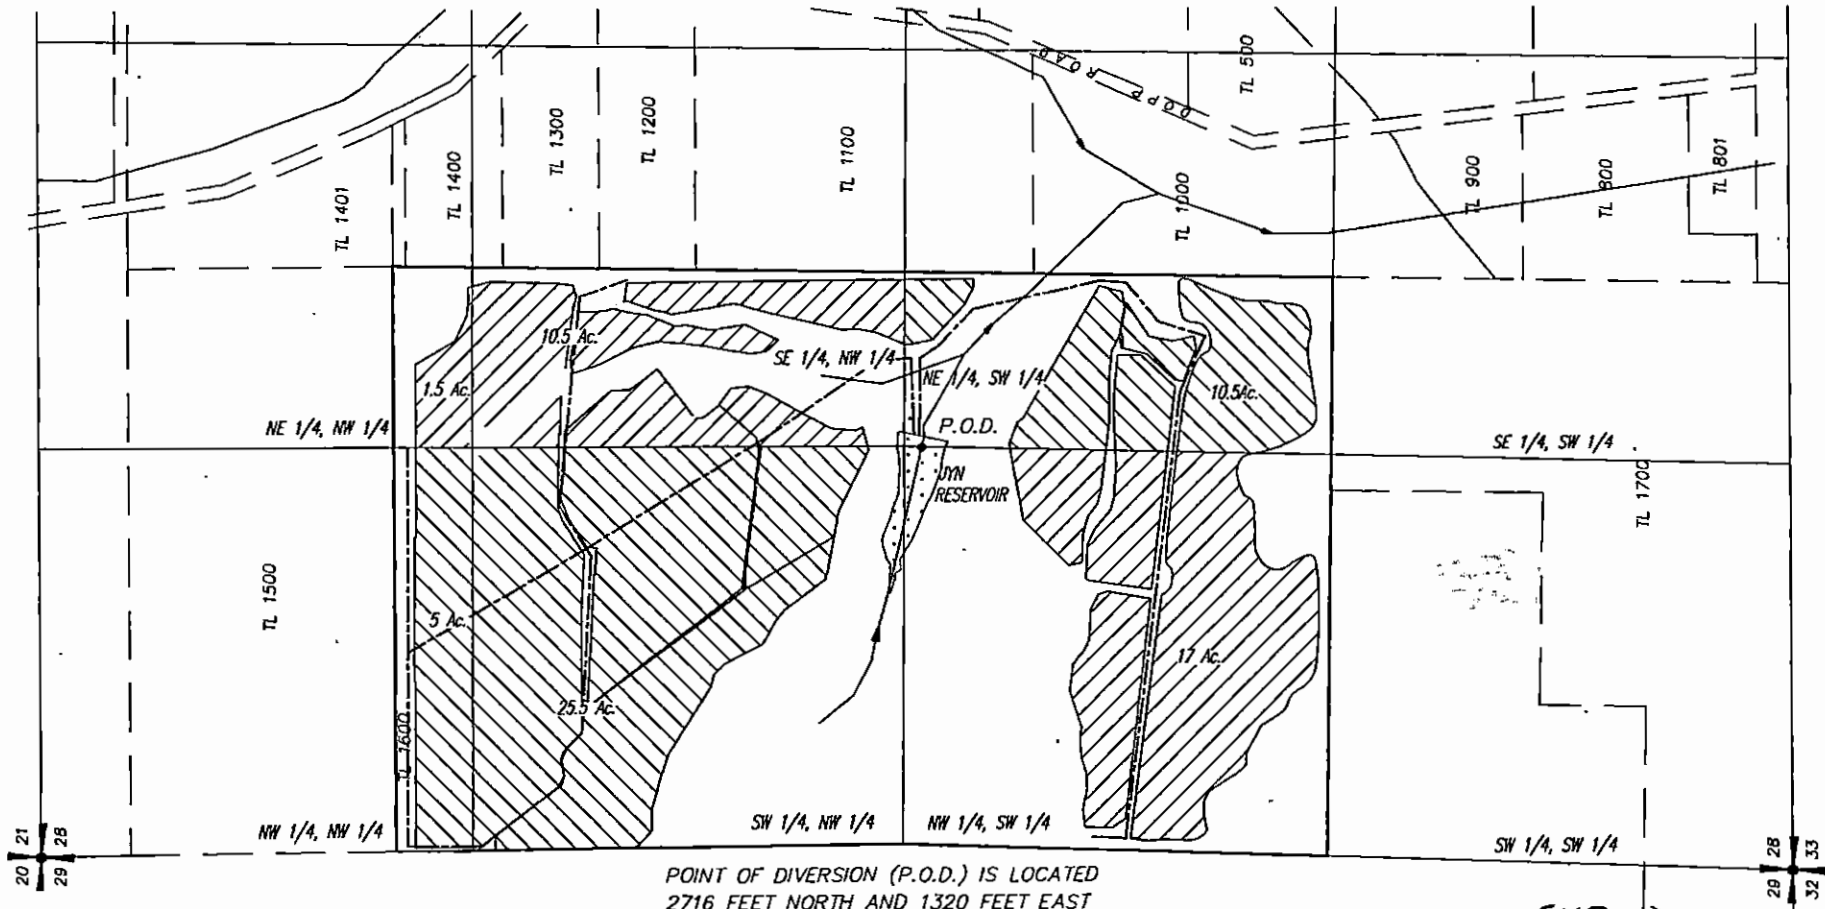 DOPP ROAD
TL 500
TL 1401
TL 1400
TL 1300
TL 1200
TL 1100
TL 1000
TL 900
TL 800
TL 801
10.5 Ac.
SE 1/4, NW 1/4
NE 1/4, SW 1/4
1.5 Ac.
10.5Ac.
NE 1/4, NW 1/4
P.O.D.
SE 1/4, SW 1/4
JYN
RESERVOIR
TL 1700
TL 1500
5 Ac.
17 Ac.
25.5 Ac.
TL 1600
NW 1/4, NW 1/4
SW 1/4, NW 1/4
NW 1/4, SW 1/4
SW 1/4, SW 1/4
21 28
20 29
28 33
29 32
POINT OF DIVERSION (P.O.D.) IS LOCATED
2716 FEET NORTH AND 1320 FEET EAST